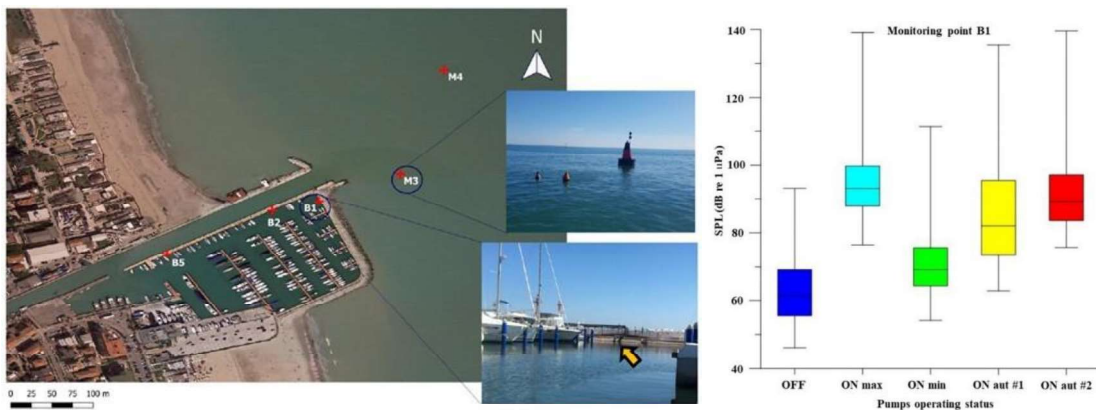 N
M4
M3
B1
B2
B5
0 25 50 75 100 m
Monitoring point B1
SPL (dB re 1 uPa)
140
120
100
80
60
40
OFF
ON max
ON min
ON aut #1
ON aut #2
Pumps operating status